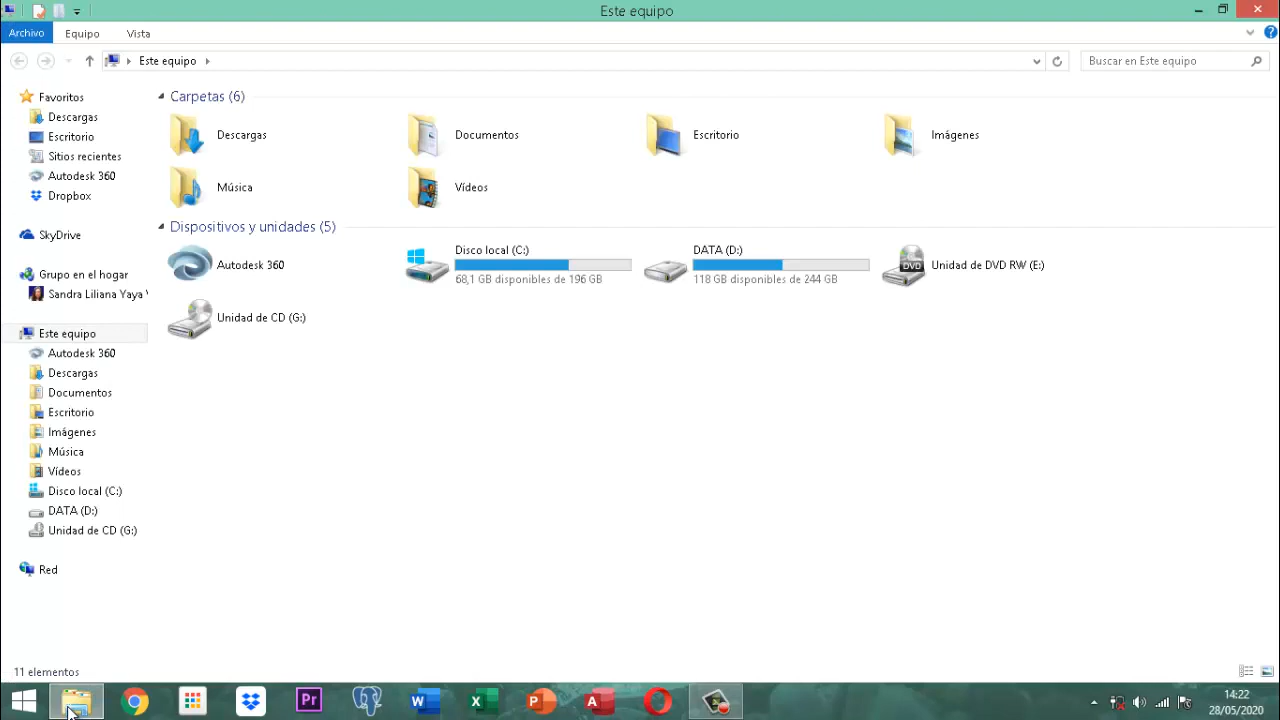 Este equipo
Archivo
Equipo
Vista
Este equipo
Buscar en Este equipo
Favoritos
Descargas
Escritorio
Sitios recientes
Autodesk 360
Dropbox
SkyDrive
Grupo en el hogar
Sandra Liliana Yaya
Este equipo
Autodesk 360
Descargas
Documentos
Escritorio
Imágenes
Música
Vídeos
Disco local (C:)
DATA (D:)
Unidad de CD (G:)
Red
Carpetas (6)
Descargas
Documentos
Escritorio
Imágenes
Música
Vídeos
Dispositivos y unidades (5)
Autodesk 360
Disco local (C:)
68,1 GB disponibles de 196 GB
DATA (D:)
118 GB disponibles de 244 GB
DVD
Unidad de DVD RW (E:)
Unidad de CD (G:)
11 elementos
Pr
W
X
P
A
14:22
28/05/2020